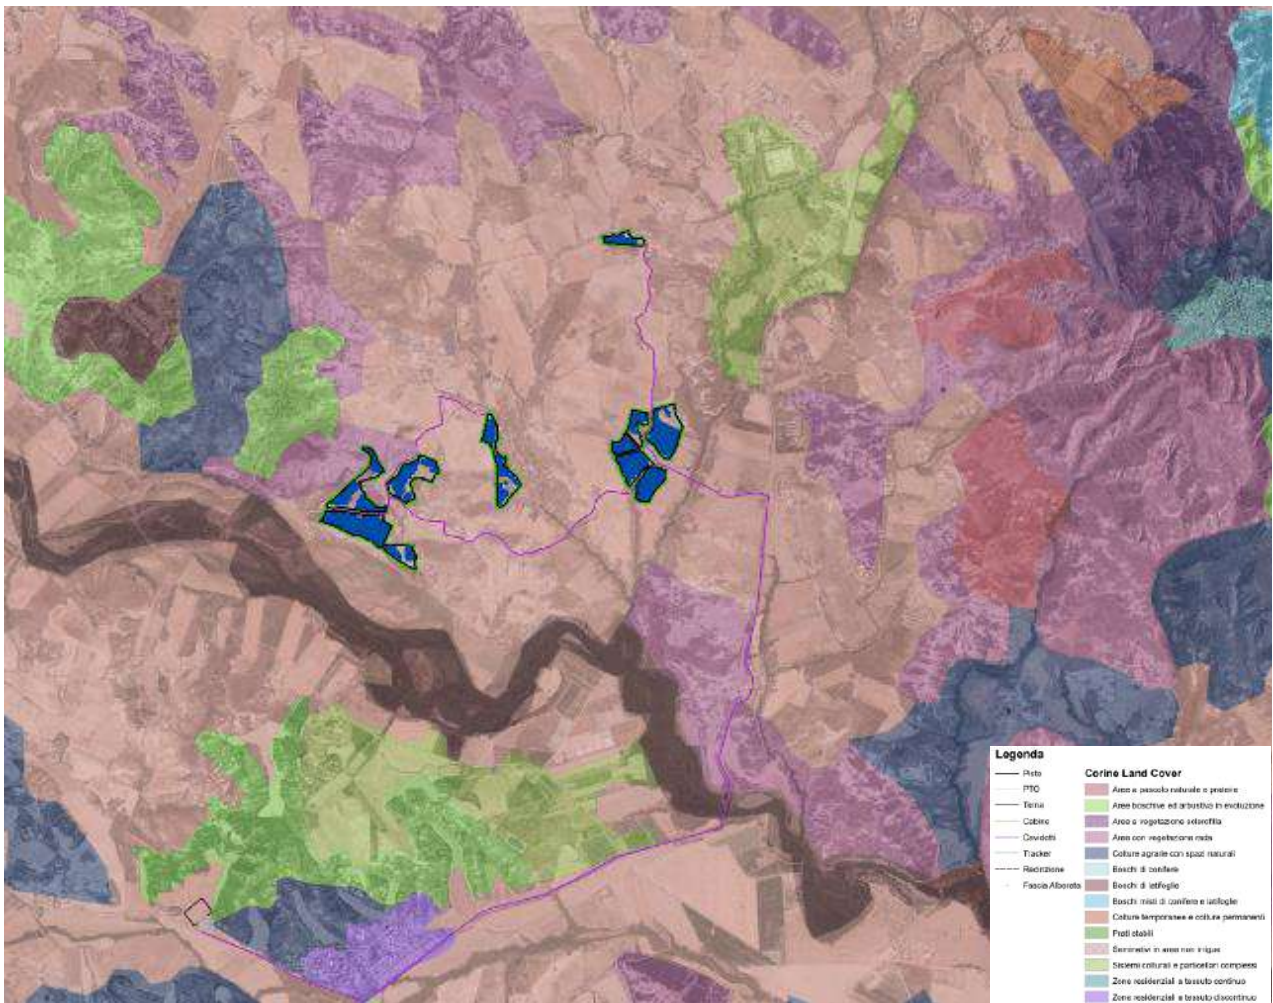 Legenda
Piste
PTO
Terna
Cabine
Cavidotti
Tracker
Recinzione
Fascia Alberata
Corine Land Cover
Aree a pascolo naturale e praterie
Aree boschive ed arbustive in evoluzione
Aree a vegetazione sclerofilla
Aree con vegetazione rada
Colture agrarie con spazi naturali
Boschi di conifere
Boschi di latifoglie
Boschi misti di conifere e latifoglie
Colture temporanee e colture permanenti
Prati stabili
Seminativi in aree non irrigue
Sistemi colturali e particellari complessi
Zone residenziali a tessuto continuo
Zone residenziali a tessuto discontinuo